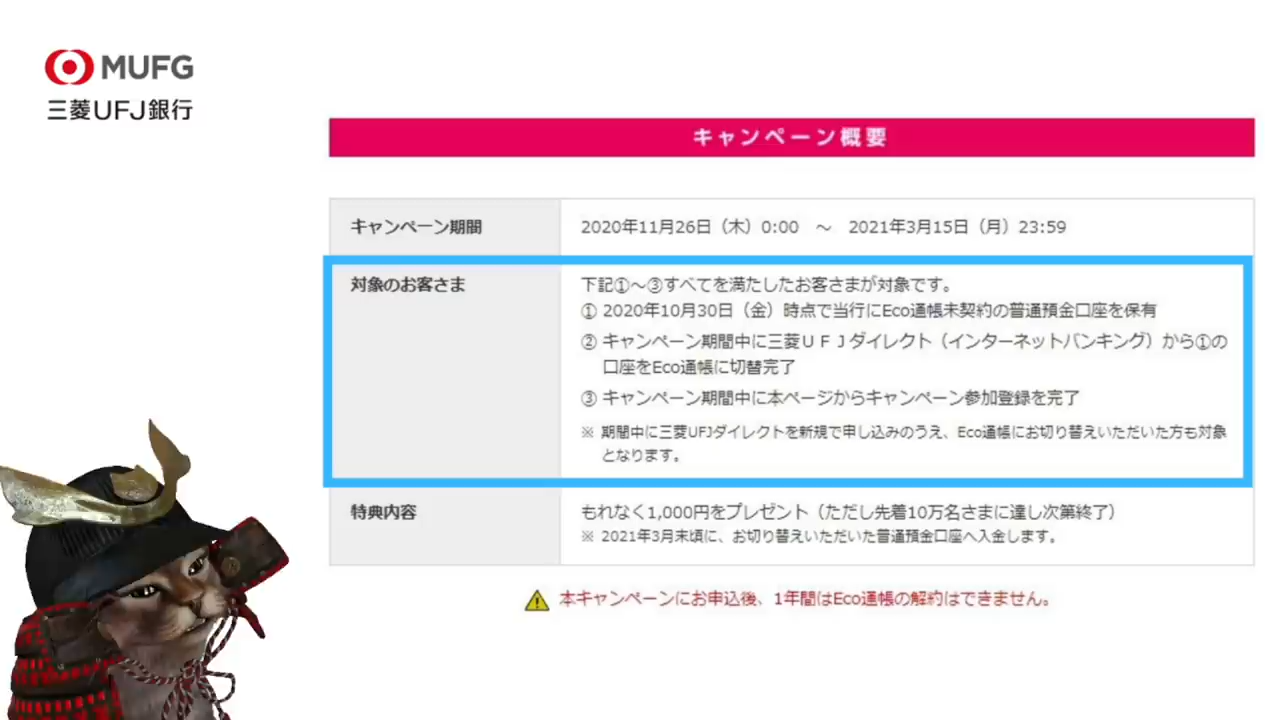 MUFG
三菱UFJ銀行
キャンペーン概要
キャンペーン期間
2020年11月26日（木）0:00 ～ 2021年3月15日（月）23:59
対象のお客さま
下記①～③すべてを満たしたお客さまが対象です。
① 2020年10月30日（金）時点で当行にEco通帳未契約の普通預金口座を保有
② キャンペーン期間中に三菱ＵＦＪダイレクト（インターネットバンキング）から①の
口座をEco通帳に切替完了
③ キャンペーン期間中に本ページからキャンペーン参加登録を完了
※ 期間中に三菱UFJダイレクトを新規で申し込みのうえ、Eco通帳にお切り替えいただいた方も対象
となります。
特典内容
もれなく1,000円をプレゼント（ただし先着10万名さまに達し次第終了）
※ 2021年3月末頃に、お切り替えいただいた普通預金口座へ入金します。
本キャンペーンにお申込後、1年間はEco通帳の解約はできません。